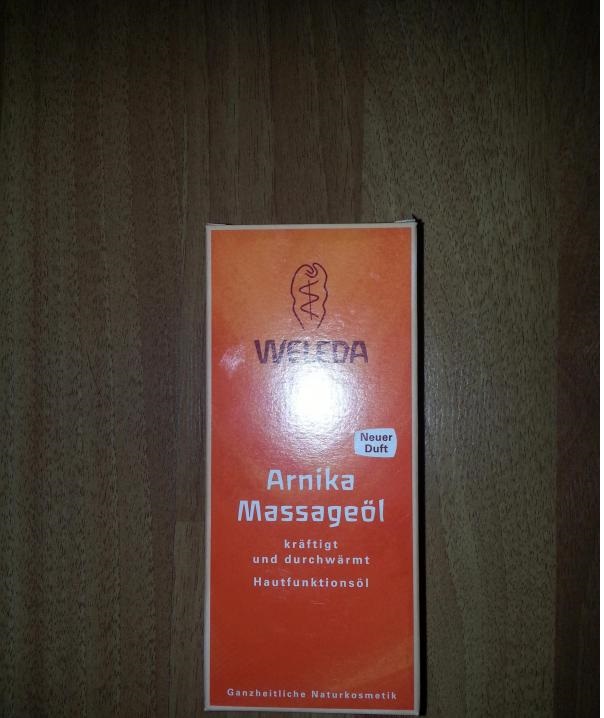 WELEDA
Neuer
Duft
Arnika
Massageöl
kräftigt
und durchwärmt
Hautfunktionsöl
Ganzheitliche Naturkosmetik